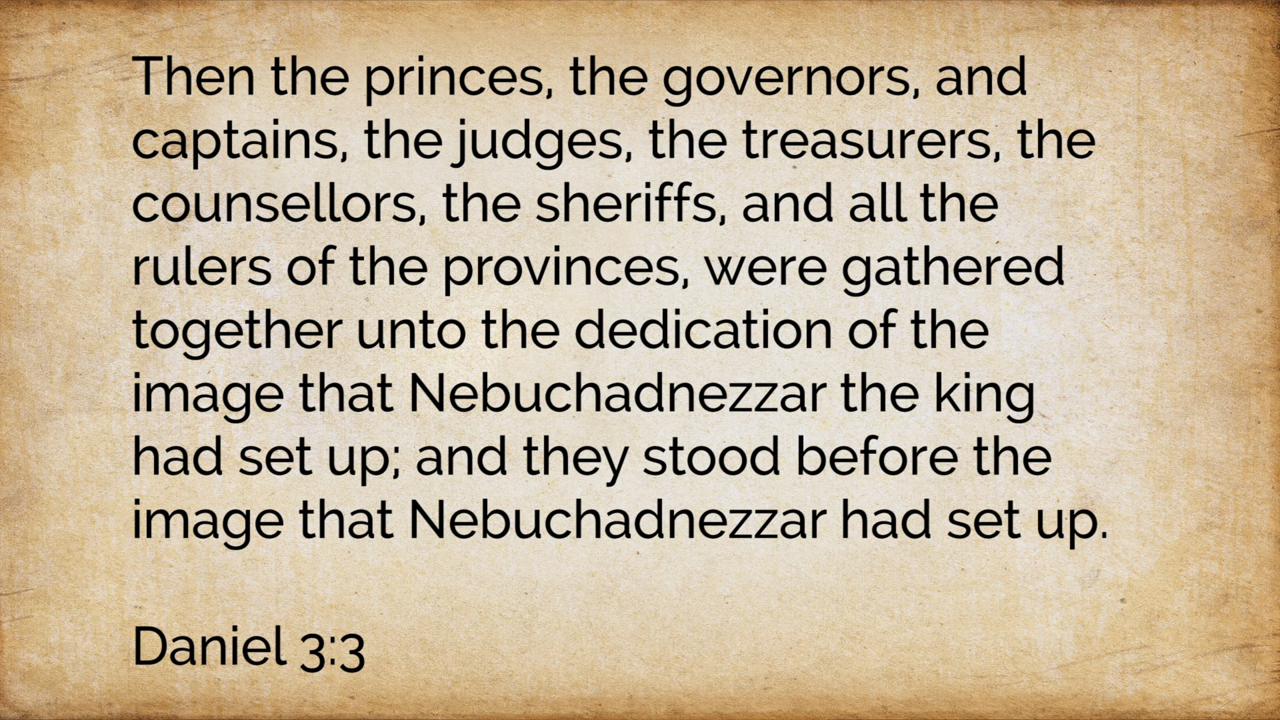 Then the princes, the governors, and
captains, the judges, the treasurers, the
counsellors, the sheriffs, and all the
rulers of the provinces, were gathered
together unto the dedication of the
image that Nebuchadnezzar the king
had set up; and they stood before the
image that Nebuchadnezzar had set up.
Daniel 3:3